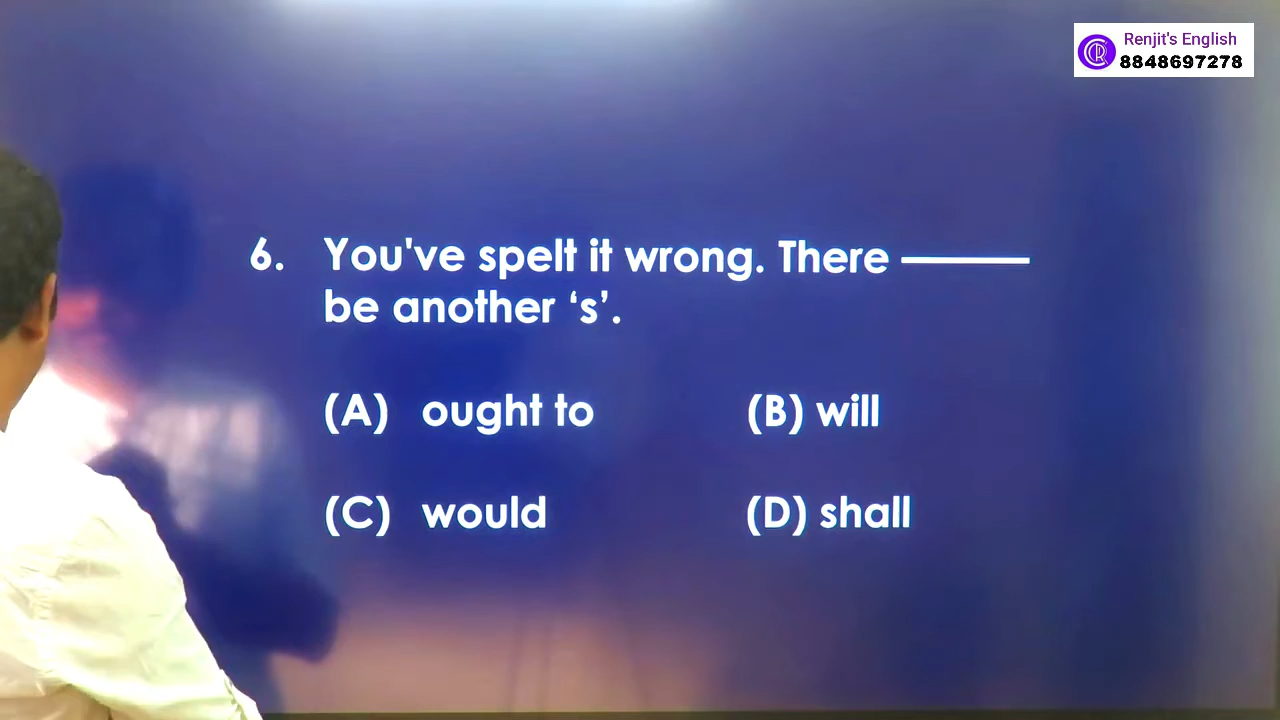 Renjit's English
8848697278
6. You've spelt it wrong. There ———
be another ‘s’.
(A) ought to (B) will
(C) would (D) shall